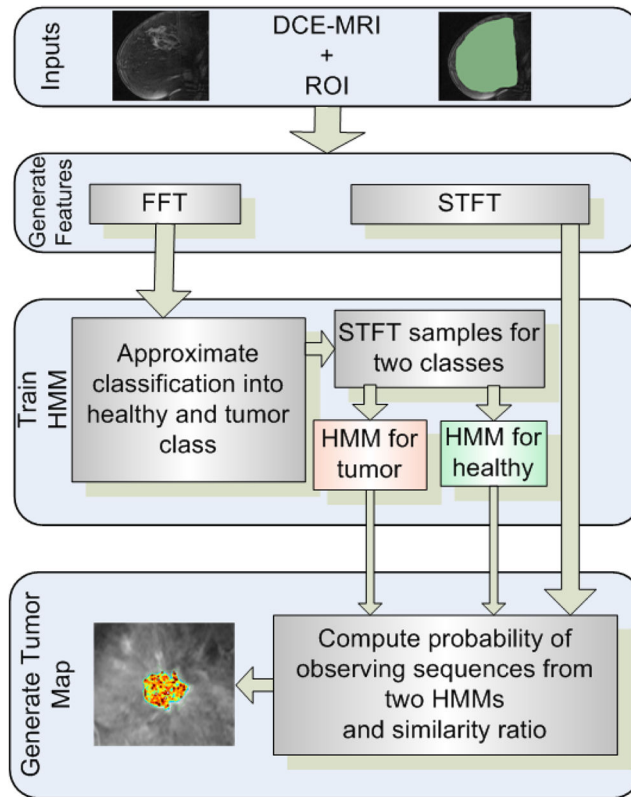 Inputs
DCE-MRI
+
ROI
Generate
Features
FFT
STFT
Train
HMM
Approximate
classification into
healthy and tumor
class
STFT samples for
two classes
HMM for
tumor
HMM for
healthy
Generate Tumor
Map
Compute probability of
observing sequences from
two HMMs
and similarity ratio